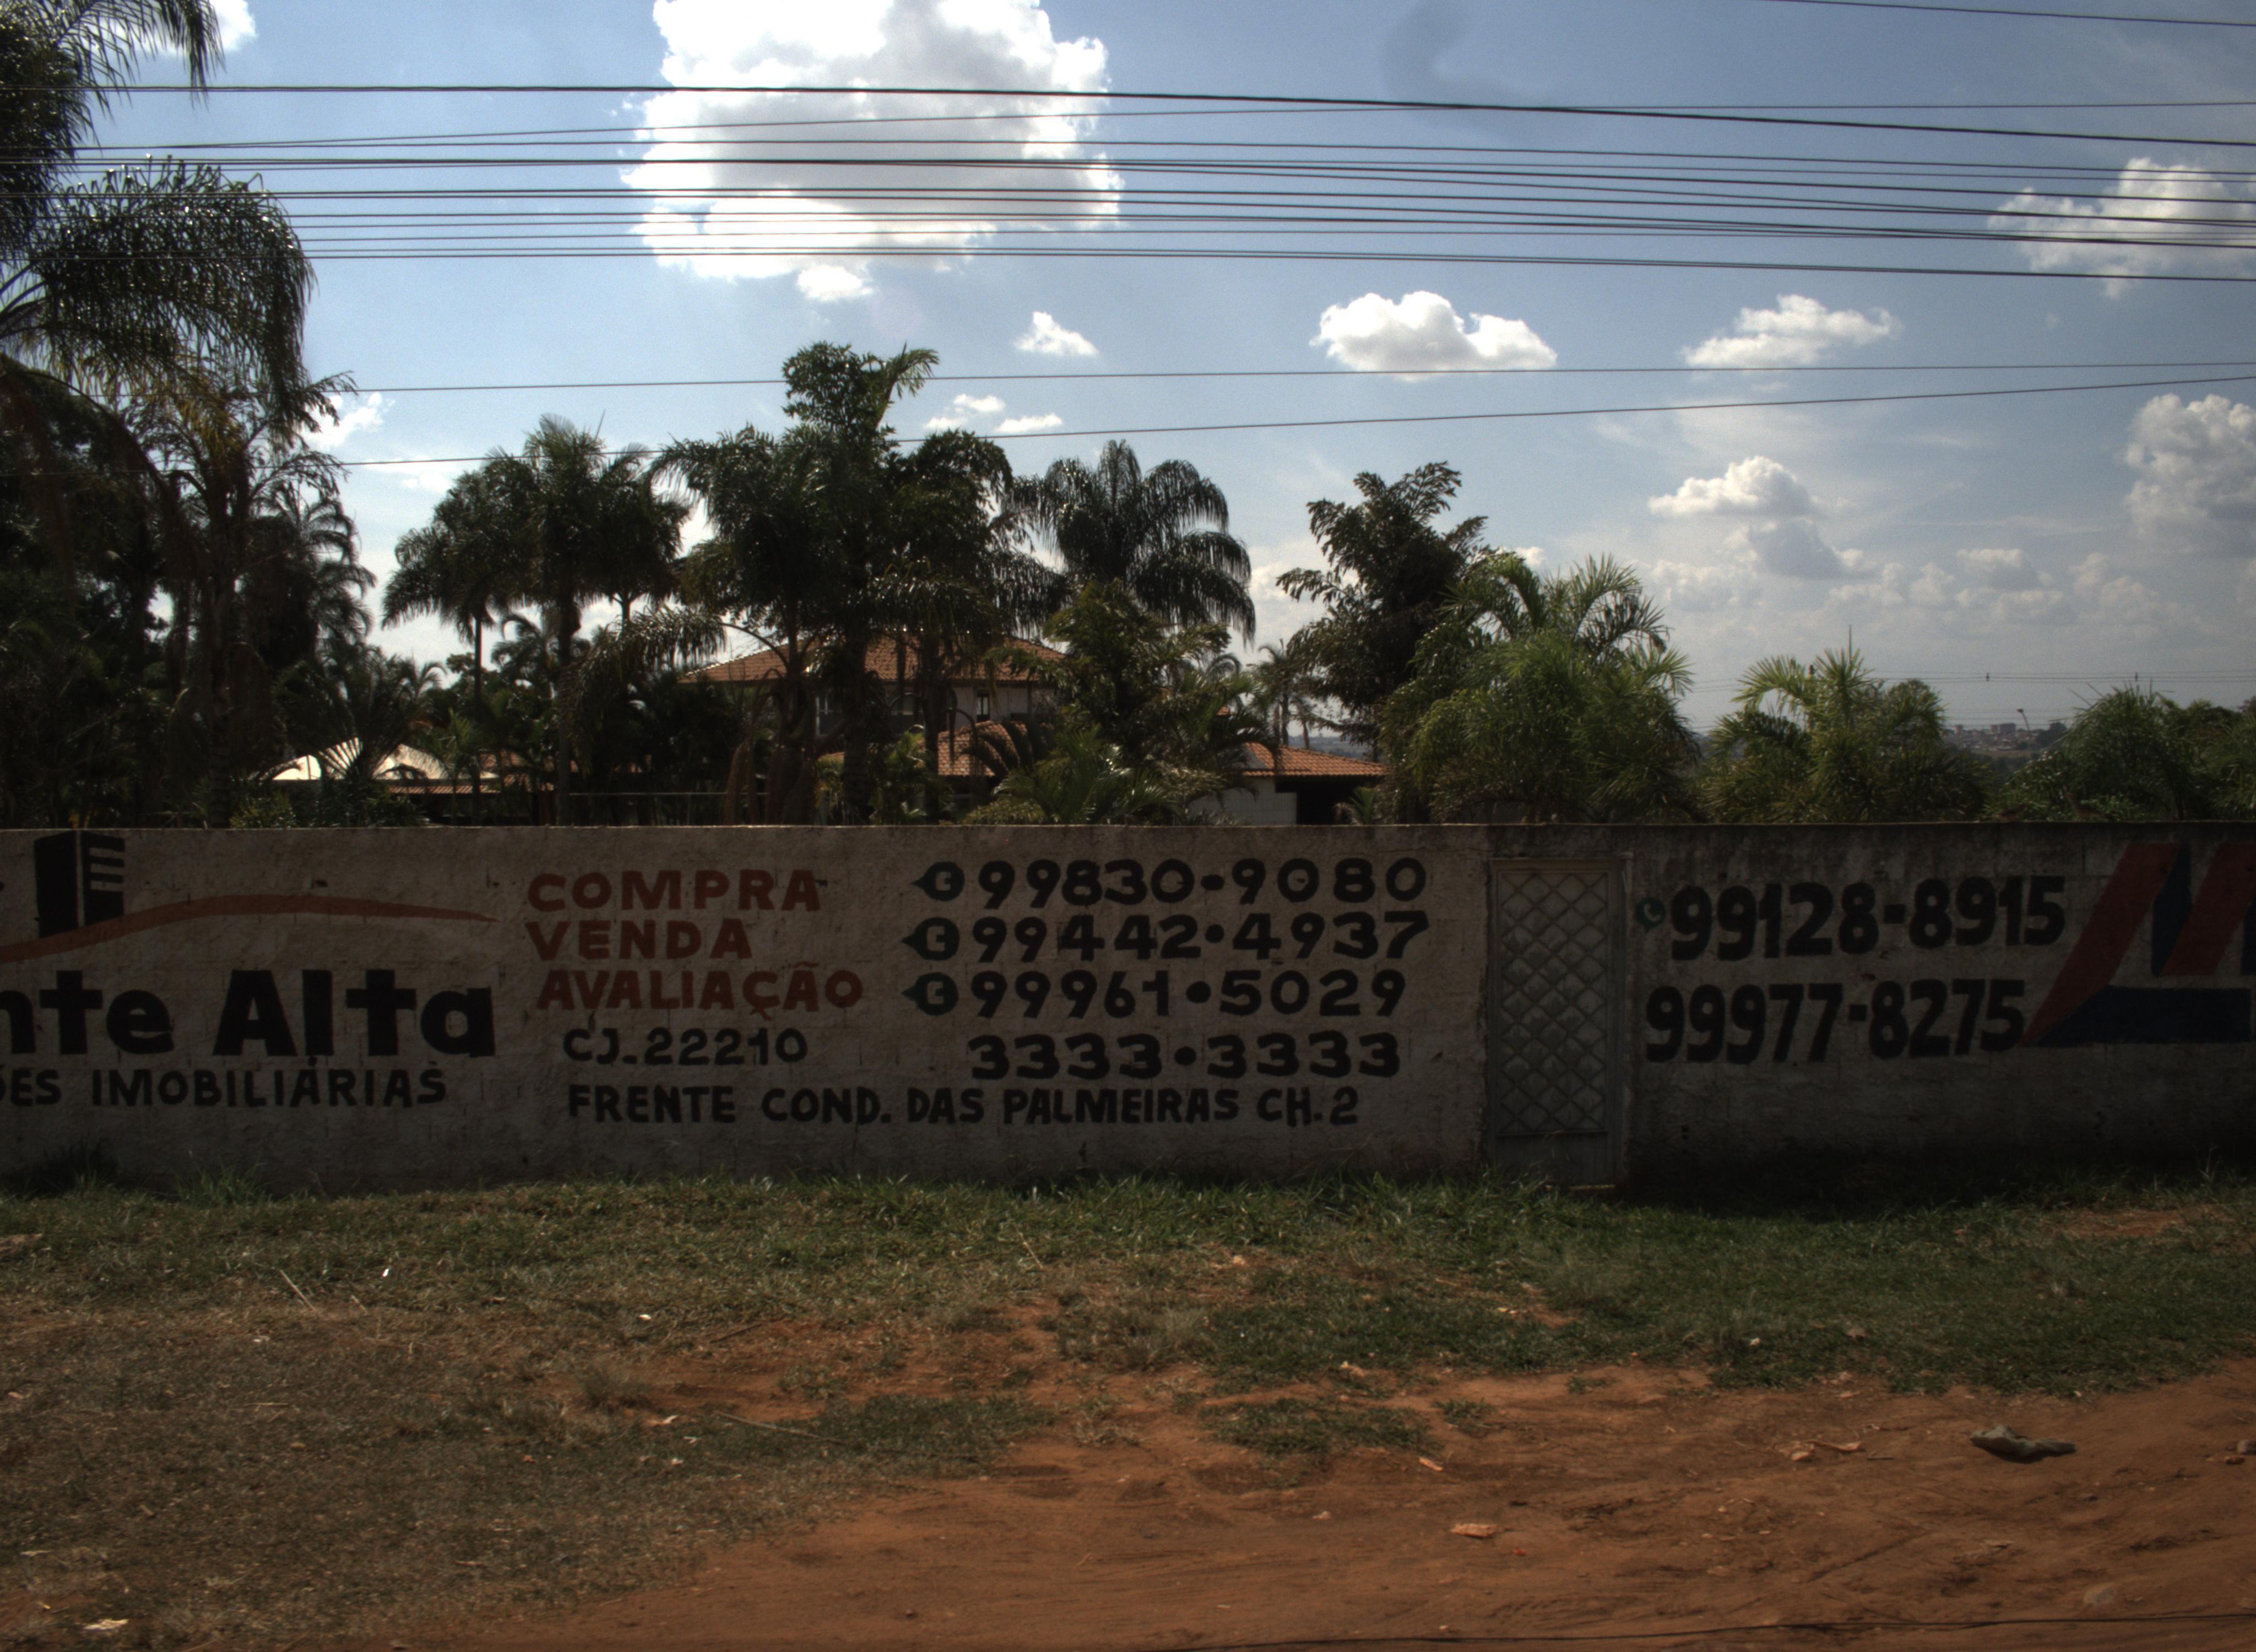 nte Alta
ÕES IMOBILIÁRIAS
COMPRA
VENDA
AVALIAÇÃO
CJ.22210
99830-9080
99442•4937
99961•5029
3333•3333
FRENTE COND. DAS PALMEIRAS CH.2
99128-8915
99977-8275